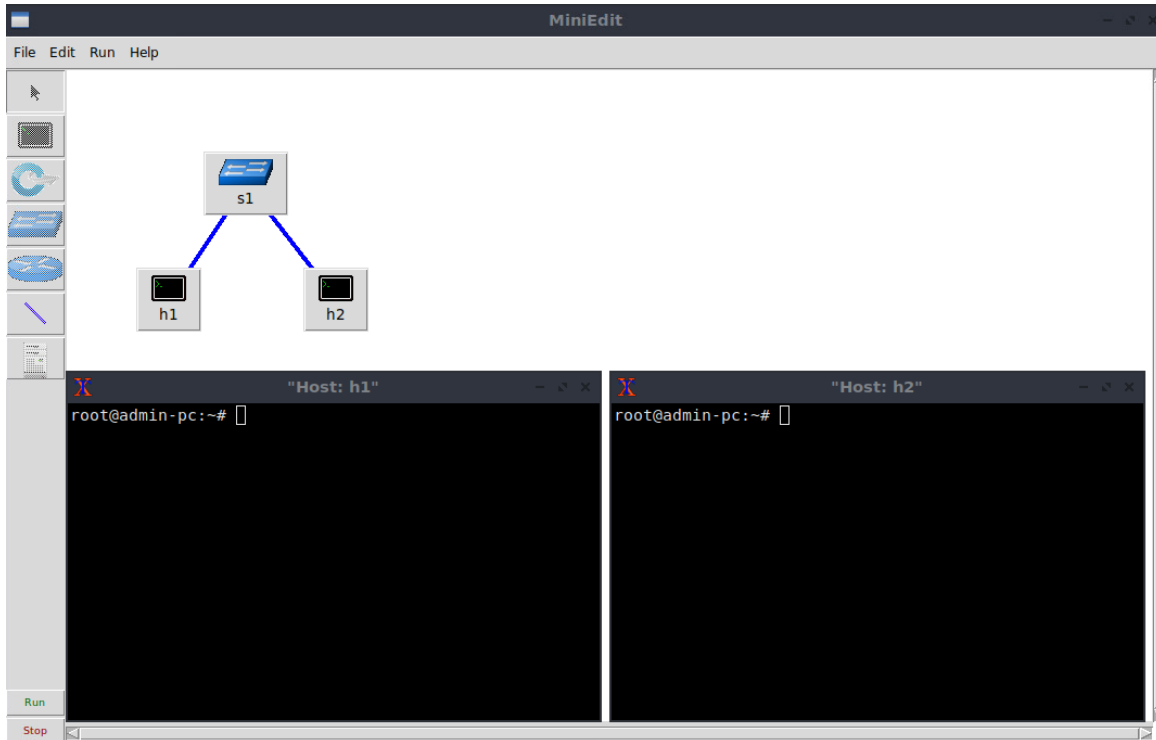 MiniEdit
File Edit Run Help
s1
h1
h2
"Host: h1"
root@admin-pc:~#
"Host: h2"
root@admin-pc:~#
Run
Stop